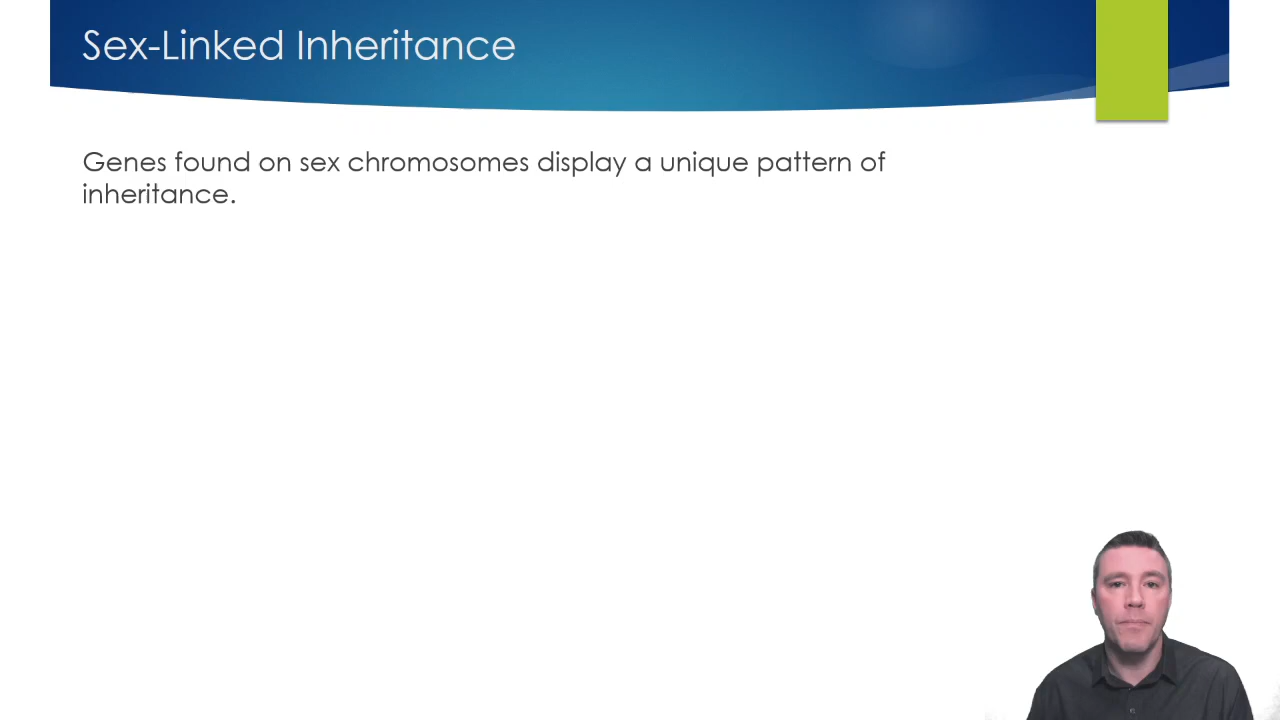 Sex-Linked Inheritance
Genes found on sex chromosomes display a unique pattern of
inheritance.